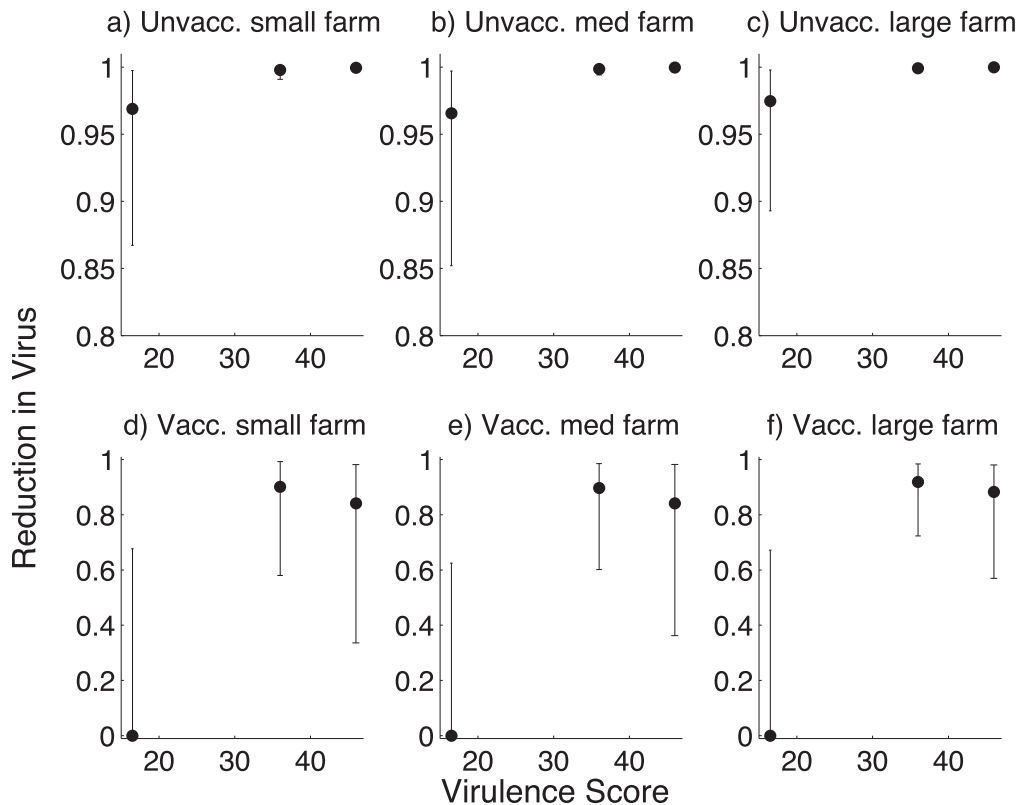 a) Unvacc. small farm
b) Unvacc. med farm
c) Unvacc. large farm
1
0.95
0.9
0.85
0.8
20 30 40
1
0.95
0.9
0.85
0.8
20 30 40
1
0.95
0.9
0.85
0.8
20 30 40
Reduction in Virus
d) Vacc. small farm
e) Vacc. med farm
f) Vacc. large farm
1
0.8
0.6
0.4
0.2
0
20 30 40
1
0.8
0.6
0.4
0.2
0
20 30 40
1
0.8
0.6
0.4
0.2
0
20 30 40
Virulence Score